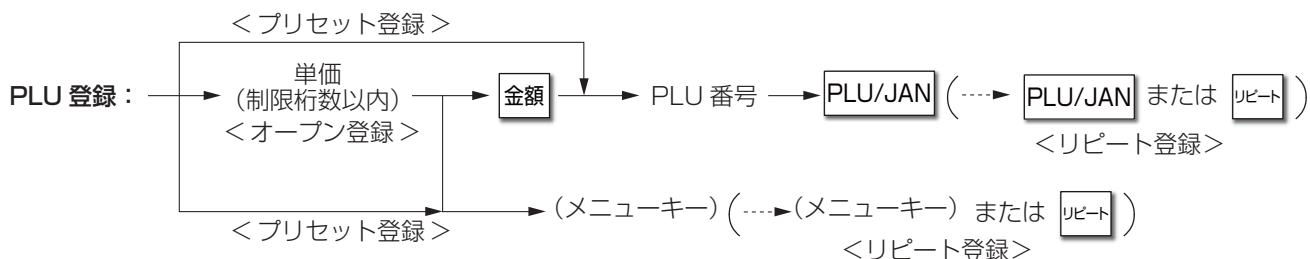 <プリセット登録>
PLU 登録：
単価
（制限桁数以内）
<オープン登録>
金額
PLU 番号
PLU/JAN
（
PLU/JAN
または
リピート
）
<リピート登録>
<プリセット登録>
（メニューキー）
（
（メニューキー）
または
リピート
）
<リピート登録>